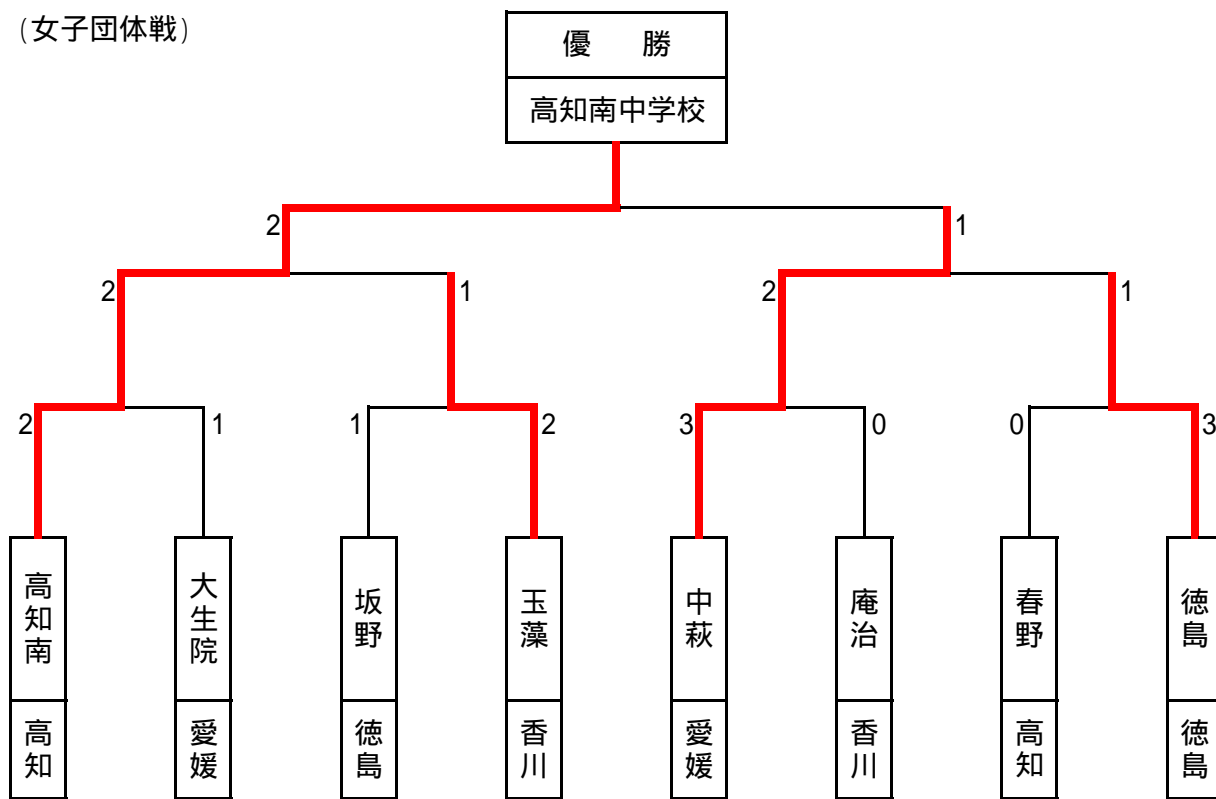 (女子団体戦)
優　勝
高知南中学校
2 1
2 1 2 1
2 1 1 2 3 0 0 3
高知南 大生院 坂野 玉藻 中萩 庵治 春野 徳島
高知 愛媛 徳島 香川 愛媛 香川 高知 徳島